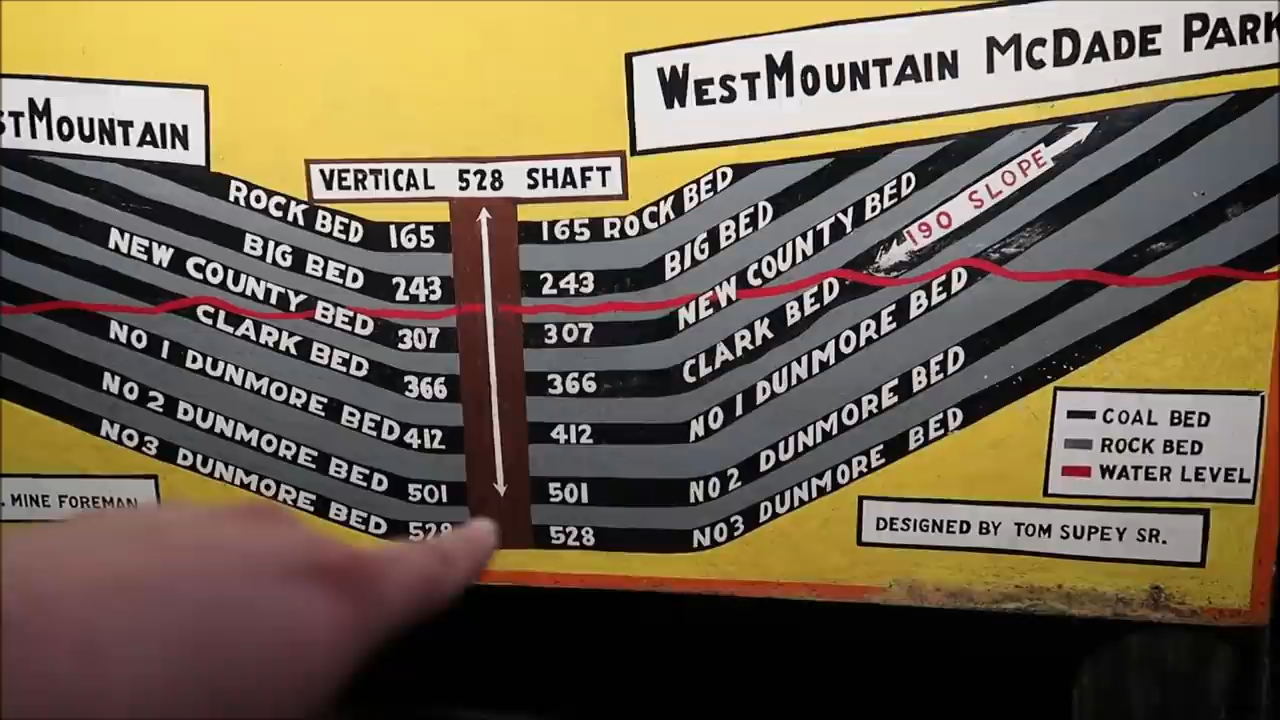 WESTMOUNTAIN MCDADE PARK
MOUNTAIN
VERTICAL 528 SHAFT
ROCK BED 165
165 ROCK BED
BIG BED 243
243 BIG BED
NEW COUNTY BED 307
307 NEW COUNTY BED
190 SLOPE
CLARK BED 366
366 CLARK BED
NO 1 DUNMORE BED 412
412 NO 1 DUNMORE BED
NO 2 DUNMORE BED 501
501 NO 2 DUNMORE BED
NO3 DUNMORE BED 528
528 NO3 DUNMORE BED
COAL BED
ROCK BED
WATER LEVEL
MINE FOREMAN
DESIGNED BY TOM SUPEY SR.